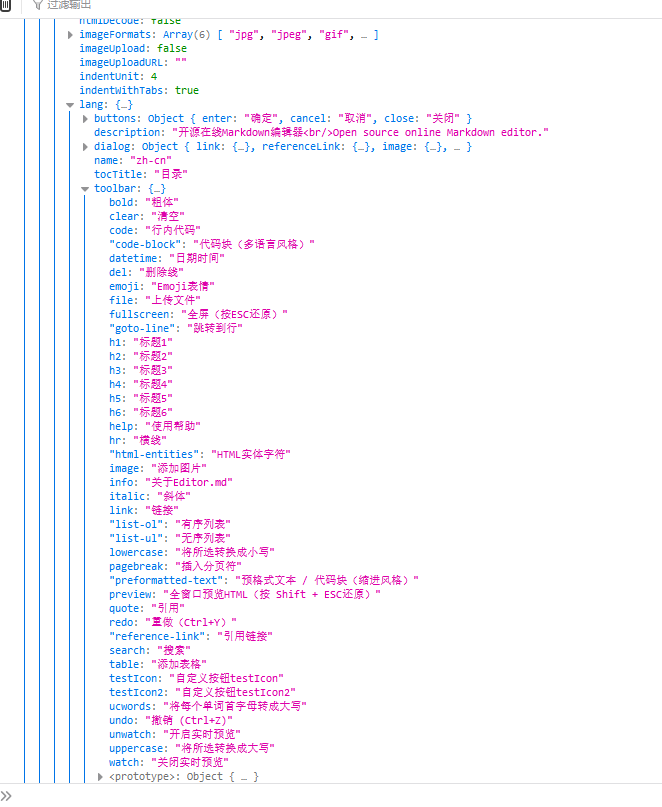 过滤输出
htmlDecode: false
imageFormats: Array(6) [ "jpg", "jpeg", "gif", … ]
imageUpload: false
imageUploadURL: ""
indentUnit: 4
indentWithTabs: true
lang: {…}
buttons: Object { enter: "确定", cancel: "取消", close: "关闭" }
description: "开源在线Markdown编辑器<br/>Open source online Markdown editor."
dialog: Object { link: {…}, referenceLink: {…}, image: {…}, … }
name: "zh-cn"
tocTitle: "目录"
toolbar: {…}
bold: "粗体"
clear: "清空"
code: "行内代码"
"code-block": "代码块（多语言风格）"
datetime: "日期时间"
del: "删除线"
emoji: "Emoji表情"
file: "上传文件"
fullscreen: "全屏（按ESC还原）"
"goto-line": "跳转到行"
h1: "标题1"
h2: "标题2"
h3: "标题3"
h4: "标题4"
h5: "标题5"
h6: "标题6"
help: "使用帮助"
hr: "横线"
"html-entities": "HTML实体字符"
image: "添加图片"
info: "关于Editor.md"
italic: "斜体"
link: "链接"
"list-ol": "有序列表"
"list-ul": "无序列表"
lowercase: "将所选转换成小写"
pagebreak: "插入分页符"
"preformatted-text": "预格式文本 / 代码块（缩进风格）"
preview: "全窗口预览HTML（按 Shift + ESC还原）"
quote: "引用"
redo: "重做（Ctrl+Y）"
"reference-link": "引用链接"
search: "搜索"
table: "添加表格"
testIcon: "自定义按钮testIcon"
testIcon2: "自定义按钮testIcon2"
ucwords: "将每个单词首字母转成大写"
undo: "撤销（Ctrl+Z）"
unwatch: "开启实时预览"
uppercase: "将所选转换成大写"
watch: "关闭实时预览"
<prototype>: Object { … }